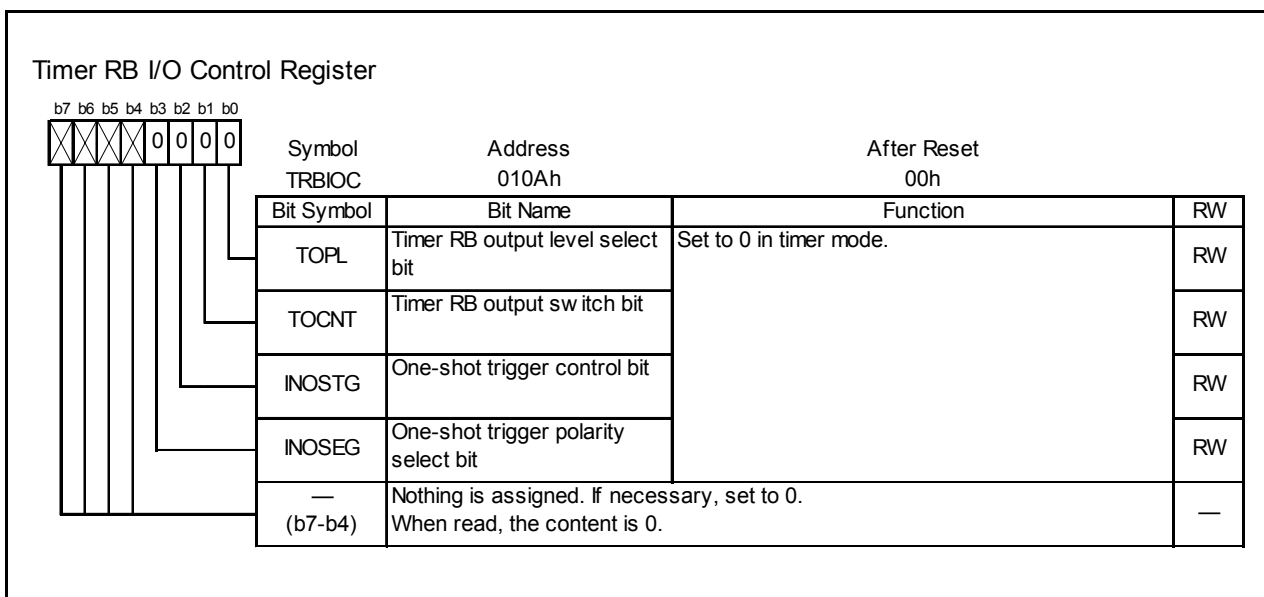 Timer RB I/O Control Register
b7 b6 b5 b4 b3 b2 b1 b0
0 0 0 0
Symbol Address After Reset
TRBIOC 010Ah 00h
Bit Symbol Bit Name Function RW
TOPL Timer RB output level select bit Set to 0 in timer mode. RW
TOCNT Timer RB output switch bit RW
INOSTG One-shot trigger control bit RW
INOSEG One-shot trigger polarity select bit RW
— (b7-b4) Nothing is assigned. If necessary, set to 0. —
When read, the content is 0.